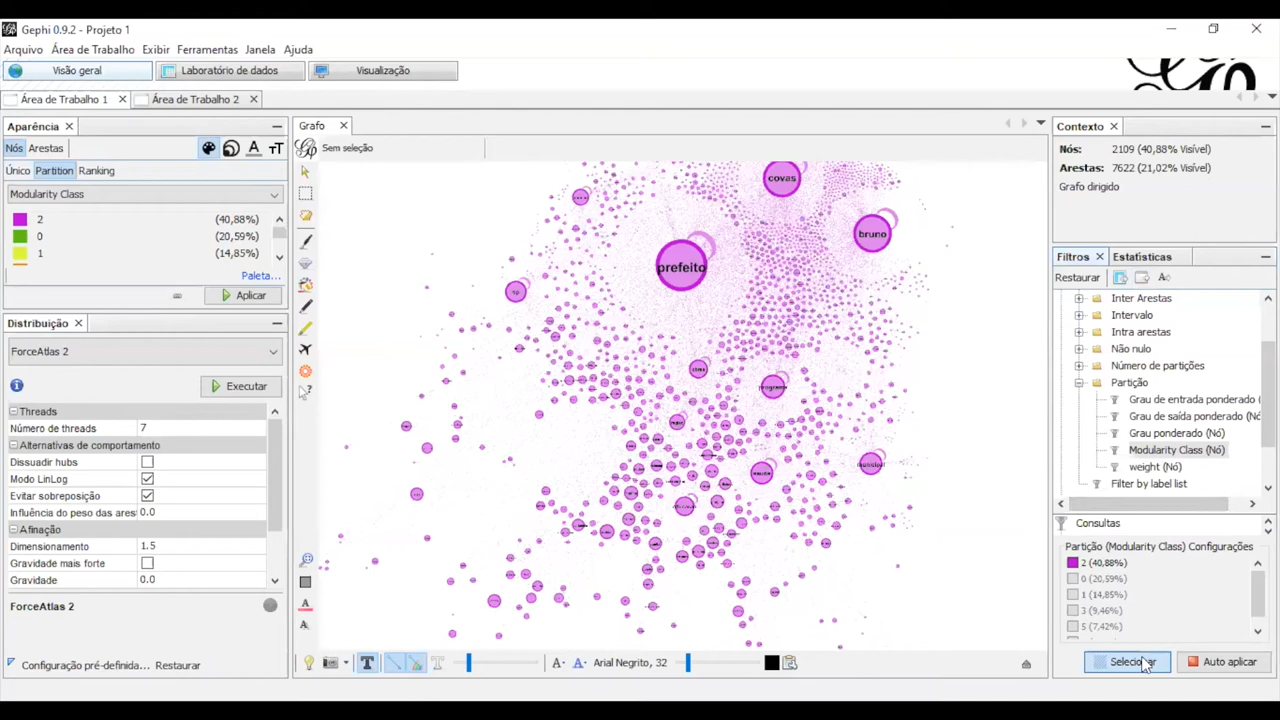 Gephi 0.9.2 - Projeto 1
Arquivo Área de Trabalho Exibir Ferramentas Janela Ajuda
Visão geral Laboratório de dados Visualização
Área de Trabalho 1 Área de Trabalho 2
Aparência
Nós Arestas
Único Partition Ranking
Modularity Class
2 (40,88%)
0 (20,59%)
1 (14,85%)
Paleta...
Aplicar
Distribuição
ForceAtlas 2
Executar
Threads
Número de threads 7
Alternativas de comportamento
Dissuadir hubs
Modo LinLog
Evitar sobreposição
Influência do peso das ares 0.0
Afinação
Dimensionamento 1.5
Gravidade mais forte
Gravidade 0.0
ForceAtlas 2
Configuração pré-definida... Restaurar
Grafo
Sem seleção
covas
bruno
prefeito
programa
municipal
Arial Negrito, 32
Contexto
Nós: 2109 (40,88% Visível)
Arestas: 7622 (21,02% Visível)
Grafo dirigido
Filtros Estatísticas
Restaurar
Inter Arestas
Intervalo
Intra arestas
Não nulo
Número de partições
Partição
Grau de entrada ponderado (
Grau de saída ponderado (Nó
Grau ponderado (Nó)
Modularity Class (Nó)
weight (Nó)
Filter by label list
Consultas
Partição (Modularity Class) Configurações
2 (40,88%)
0 (20,59%)
1 (14,85%)
3 (9,46%)
5 (7,42%)
Selecionar Auto aplicar